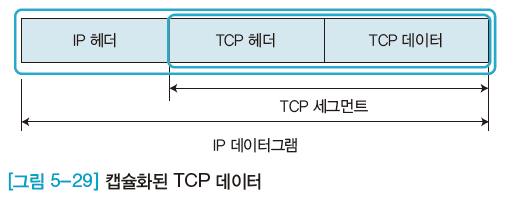 IP 헤더 TCP 헤더 TCP 데이터
TCP 세그먼트
IP 데이터그램
[그림 5-29] 캡슐화된 TCP 데이터